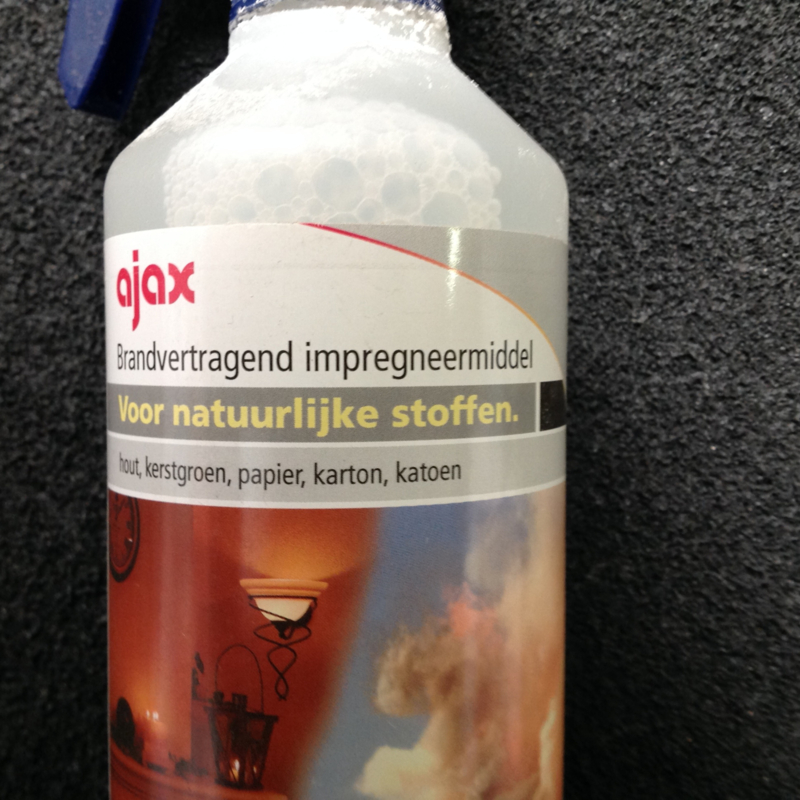 ajax
Brandvertragend impregneermiddel
Voor natuurlijke stoffen.
hout, kerstgroen, papier, karton, katoen